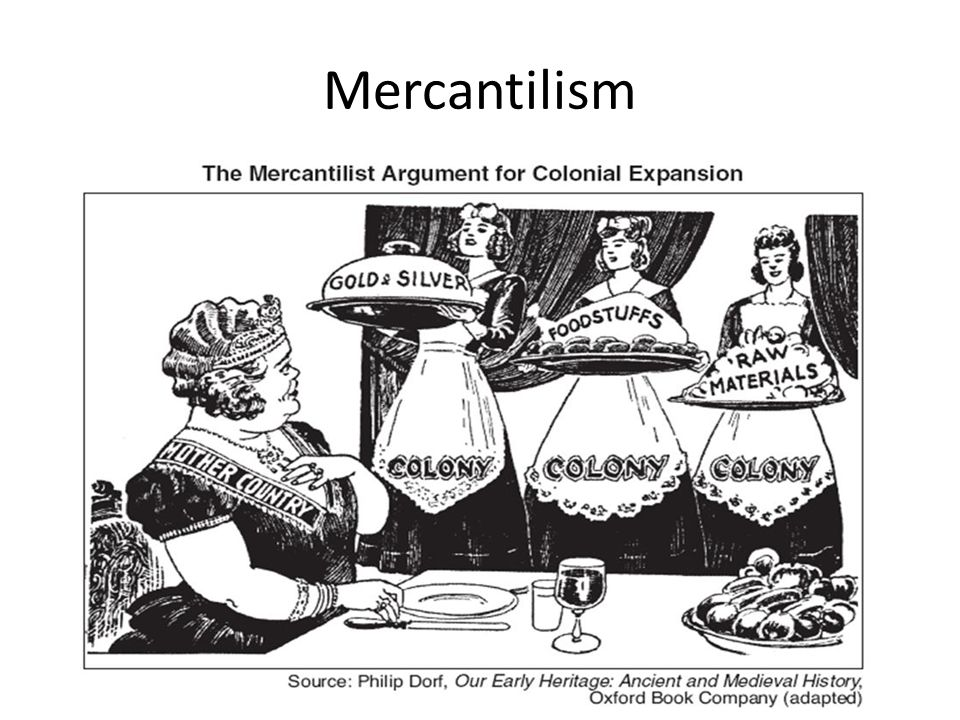 Mercantilism
The Mercantilist Argument for Colonial Expansion
GOLD & SILVER
FOODSTUFFS
RAW
MATERIALS
MOTHER COUNTRY
COLONY
COLONY
COLONY
Source: Philip Dorf, Our Early Heritage: Ancient and Medieval History,
Oxford Book Company (adapted)